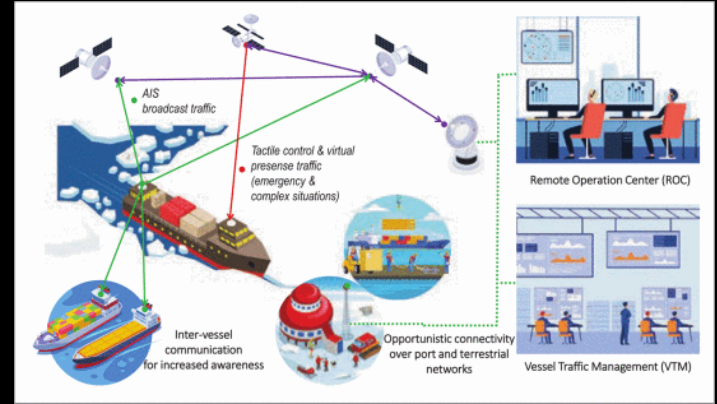 AIS
broadcast traffic
Tactile control & virtual
presense traffic
(emergency &
complex situations)
Remote Operation Center (ROC)
Inter-vessel
communication
for increased awareness
Opportunistic connectivity
over port and terrestrial
networks
Vessel Traffic Management (VTM)